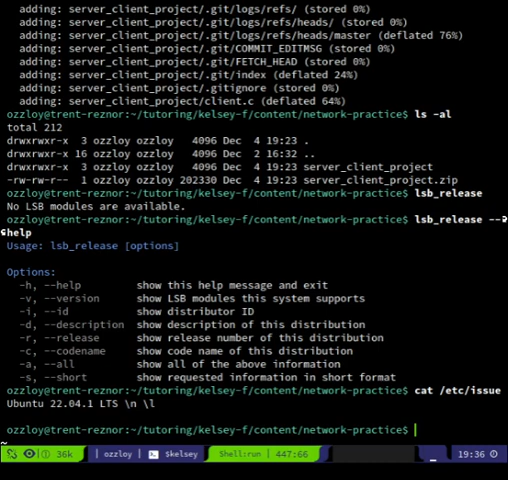 adding: server_client_project/.git/logs/refs/ (stored 0%)
adding: server_client_project/.git/logs/refs/heads/ (stored 0%)
adding: server_client_project/.git/logs/refs/heads/master (deflated 76%)
adding: server_client_project/.git/COMMIT_EDITMSG (stored 0%)
adding: server_client_project/.git/FETCH_HEAD (stored 0%)
adding: server_client_project/.git/index (deflated 24%)
adding: server_client_project/.gitignore (stored 0%)
adding: server_client_project/client.c (deflated 64%)
ozzloy@trent-reznor:~/tutoring/kelsey-f/content/network-practice$ ls -al
total 212
drwxrwxr-x  3 ozzloy ozzloy   4096 Dec  4 19:23 .
drwxrwxr-x 16 ozzloy ozzloy   4096 Dec  2 16:32 ..
drwxrwxr-x  3 ozzloy ozzloy   4096 Dec  4 19:23 server_client_project
-rw-rw-r--  1 ozzloy ozzloy 202330 Dec  4 19:23 server_client_project.zip
ozzloy@trent-reznor:~/tutoring/kelsey-f/content/network-practice$ lsb_release
No LSB modules are available.
ozzloy@trent-reznor:~/tutoring/kelsey-f/content/network-practice$ lsb_release --
help
Usage: lsb_release [options]
Options:
-h, --help         show this help message and exit
-v, --version      show LSB modules this system supports
-i, --id           show distributor ID
-d, --description  show description of this distribution
-r, --release      show release number of this distribution
-c, --codename     show code name of this distribution
-a, --all          show all of the above information
-s, --short        show requested information in short format
ozzloy@trent-reznor:~/tutoring/kelsey-f/content/network-practice$ cat /etc/issue
Ubuntu 22.04.1 LTS \n \l
ozzloy@trent-reznor:~/tutoring/kelsey-f/content/network-practice$
~
36k | ozzloy | $kelsey Shell:run | 447:66 _ 19:36